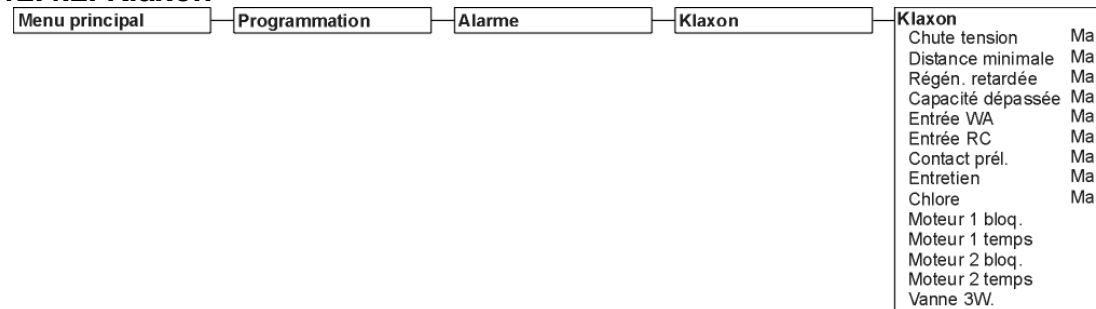 Klaxon
Menu principal
Programmation
Alarme
Klaxon
Klaxon
Chute tension Ma
Distance minimale Ma
Régén. retardée Ma
Capacité dépassée Ma
Entrée WA Ma
Entrée RC Ma
Contact prél. Ma
Entretien Ma
Chlore Ma
Moteur 1 bloq.
Moteur 1 temps
Moteur 2 bloq.
Moteur 2 temps
Vanne 3W.